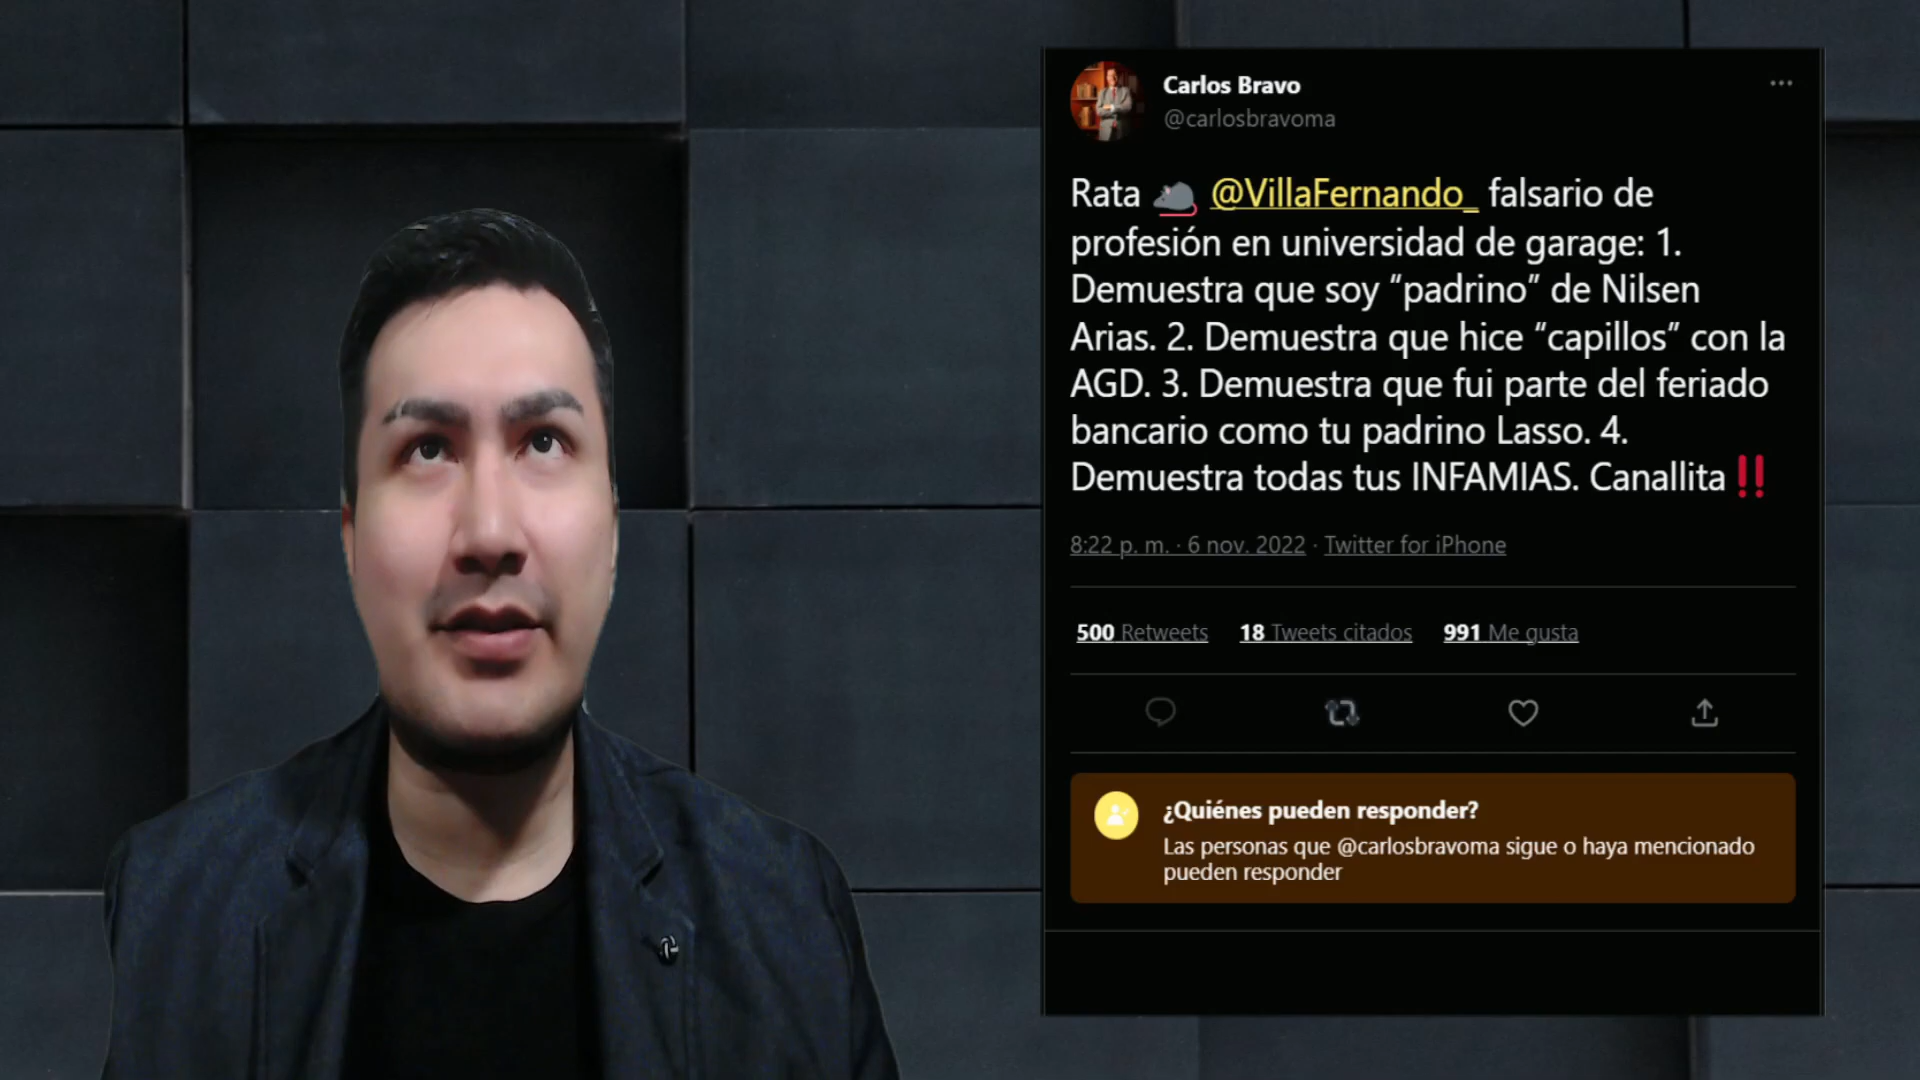 Carlos Bravo
@carlosbravoma
Rata 🐀 @VillaFernando_ falsario de
profesión en universidad de garage: 1.
Demuestra que soy “padrino” de Nilsen
Arias. 2. Demuestra que hice “capillos” con la
AGD. 3. Demuestra que fui parte del feriado
bancario como tu padrino Lasso. 4.
Demuestra todas tus INFAMIAS. Canallita‼️
8:22 p. m. · 6 nov. 2022 · Twitter for iPhone
500 Retweets 18 Tweets citados 991 Me gusta
¿Quiénes pueden responder?
Las personas que @carlosbravoma sigue o haya mencionado
pueden responder